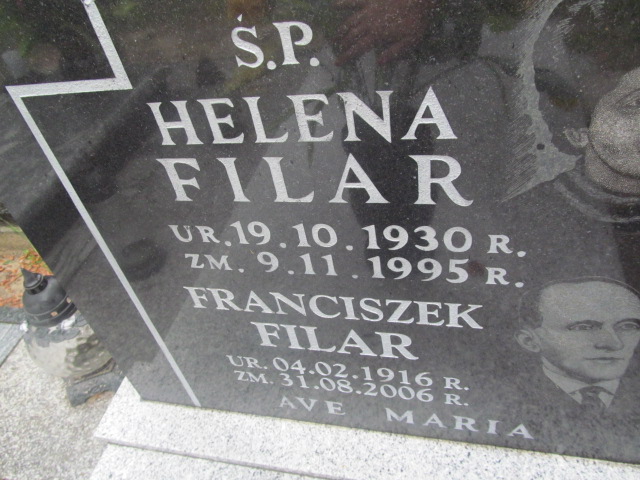 Ś.P.
HELENA
FILAR
UR. 19.10.1930 R.
ZM. 9.11.1995 R.
FRANCISZEK
FILAR
UR. 04.02.1916 R.
ZM. 31.08.2006 R.
AVE MARIA